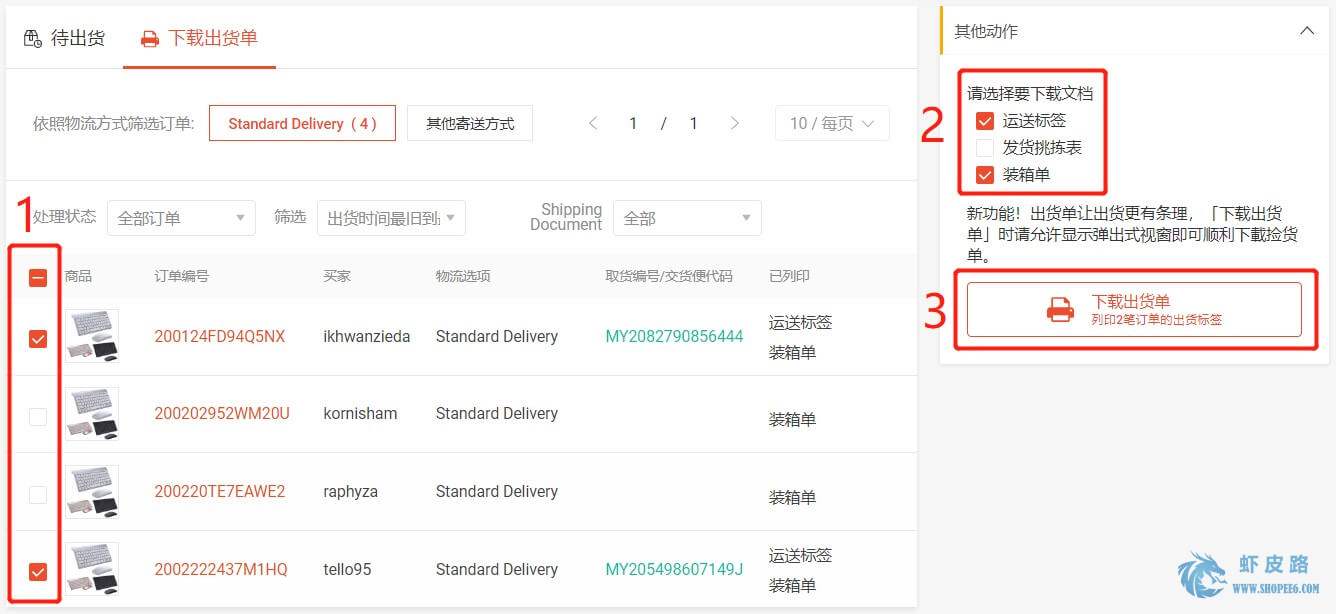 待出货
下载出货单
依照物流方式筛选订单:
Standard Delivery ( 4 )
其他寄送方式
1 / 1
10 / 每页
1
处理状态
全部订单
筛选
出货时间最旧到
Shipping
Document
全部
商品 订单编号 买家 物流选项 取货编号/交货便代码 已列印
200124FD94Q5NX ikhwanzieda Standard Delivery MY2082790856444 运送标签
装箱单
200202952WM20U kornisham Standard Delivery 装箱单
200220TE7EAWE2 raphyza Standard Delivery 装箱单
2002222437M1HQ tello95 Standard Delivery MY205498607149J 运送标签
装箱单
其他动作
2
请选择要下载文档
运送标签
发货挑拣表
装箱单
新功能！出货单让出货更有条理，「下载出货
单」时请允许显示弹出式视窗即可顺利下載捡货
单。
3
下载出货单
列印2笔订单的出货标签
虾皮路
WWW.SHOPEE6.COM